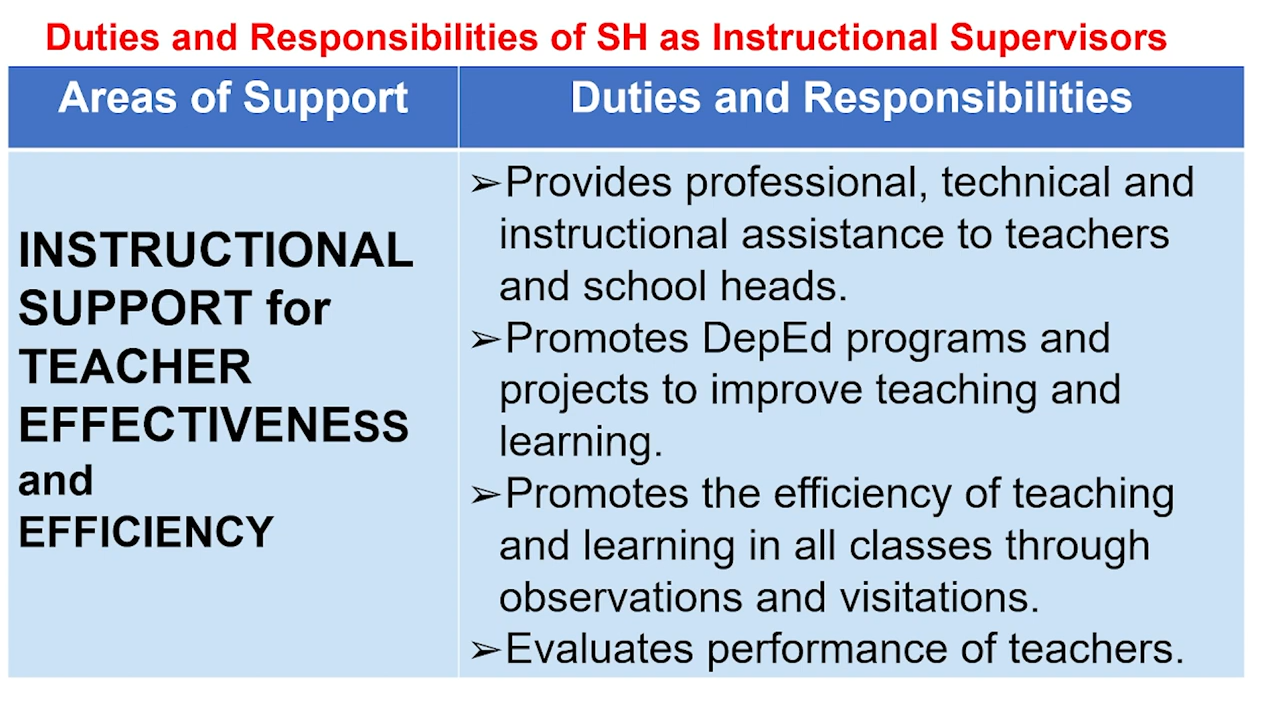 Duties and Responsibilities of SH as Instructional Supervisors
Areas of Support
Duties and Responsibilities
INSTRUCTIONAL
SUPPORT for
TEACHER
EFFECTIVENESS
and
EFFICIENCY
➢Provides professional, technical and
instructional assistance to teachers
and school heads.
➢Promotes DepEd programs and
projects to improve teaching and
learning.
➢Promotes the efficiency of teaching
and learning in all classes through
observations and visitations.
➢Evaluates performance of teachers.